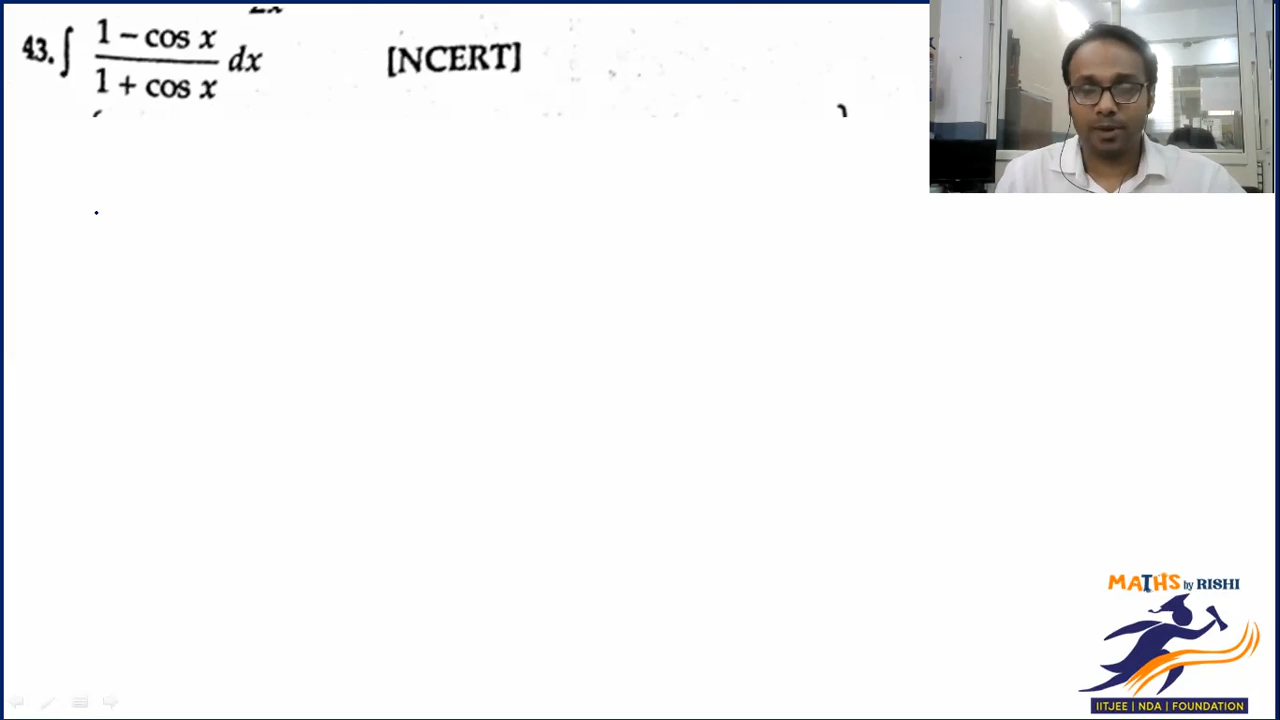 43. ∫ (1 − cos x)/(1 + cos x) dx [NCERT]
MATHS by RISHI
IITJEE | NDA | FOUNDATION